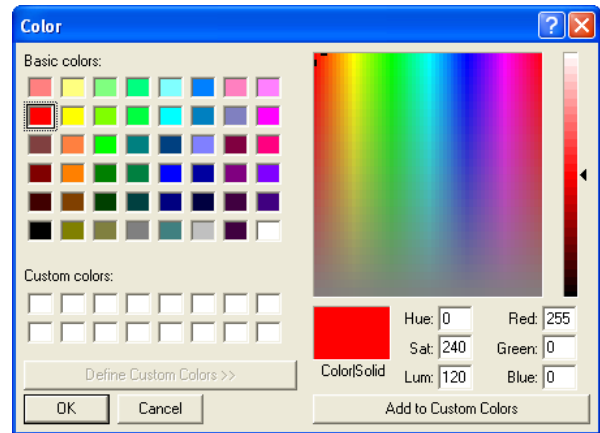 Color
Basic colors:
Custom colors:
Define Custom Colors >>
OK Cancel
Hue: 0 Red: 255
Sat: 240 Green: 0
Color|Solid Lum: 120 Blue: 0
Add to Custom Colors